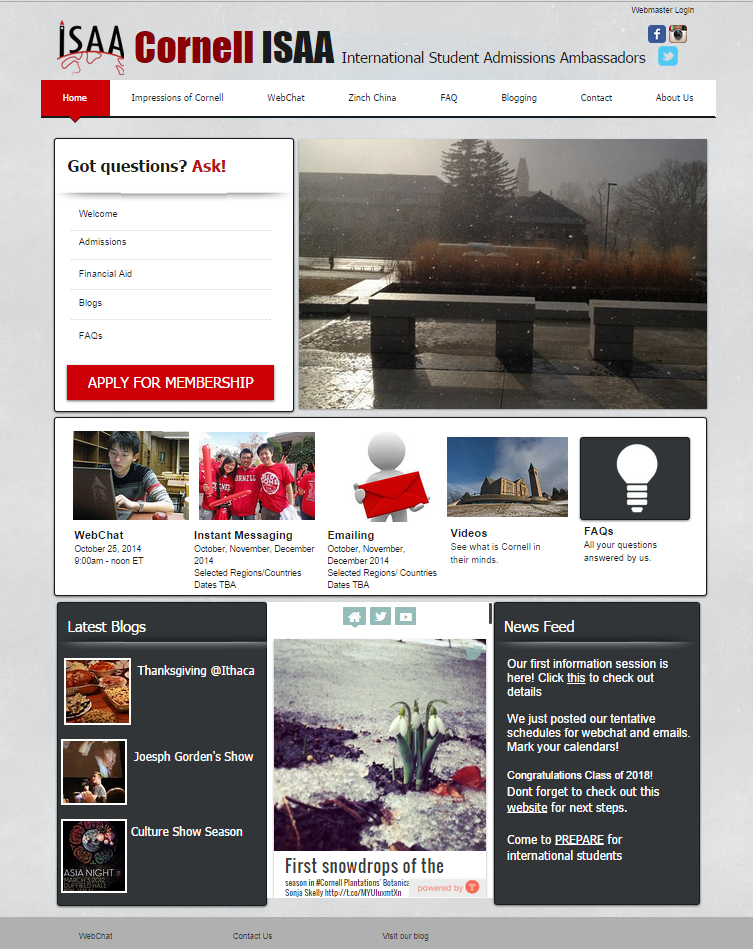 Webmaster Login
ISAA Cornell ISAA International Student Admissions Ambassadors
Home Impressions of Cornell WebChat Zinch China FAQ Blogging Contact About Us
Got questions? Ask!
Welcome
Admissions
Financial Aid
Blogs
FAQs
APPLY FOR MEMBERSHIP
WebChat
October 25, 2014
9:00am - noon ET
Instant Messaging
October, November, December
2014
Selected Regions/Countries
Dates TBA
Emailing
October, November,
December 2014
Selected Regions/ Countries
Dates TBA
Videos
See what is Cornell in
their minds.
FAQs
All your questions
answered by us.
Latest Blogs
Thanksgiving @Ithaca
Joesph Gorden's Show
Culture Show Season
ASIA NIGHT
MARCH 3 2012
DUFFIELD HALL
First snowdrops of the
season in #Cornell Plantations' Botanica
Sonja Skelly http://t.co/MYUIuxmtXn
powered by
News Feed
Our first information session is
here! Click this to check out
details
We just posted our tentative
schedules for webchat and emails.
Mark your calendars!
Congratulations Class of 2018!
Dont forget to check out this
website for next steps.
Come to PREPARE for
international students
WebChat Contact Us Visit our blog